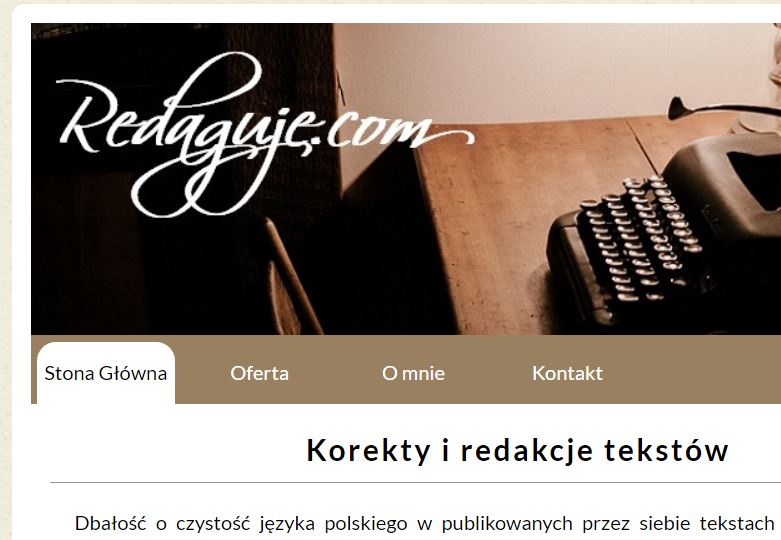 Redaguje.com
Stona Główna Oferta O mnie Kontakt
Korekty i redakcje tekstów
Dbałość o czystość języka polskiego w publikowanych przez siebie tekstach